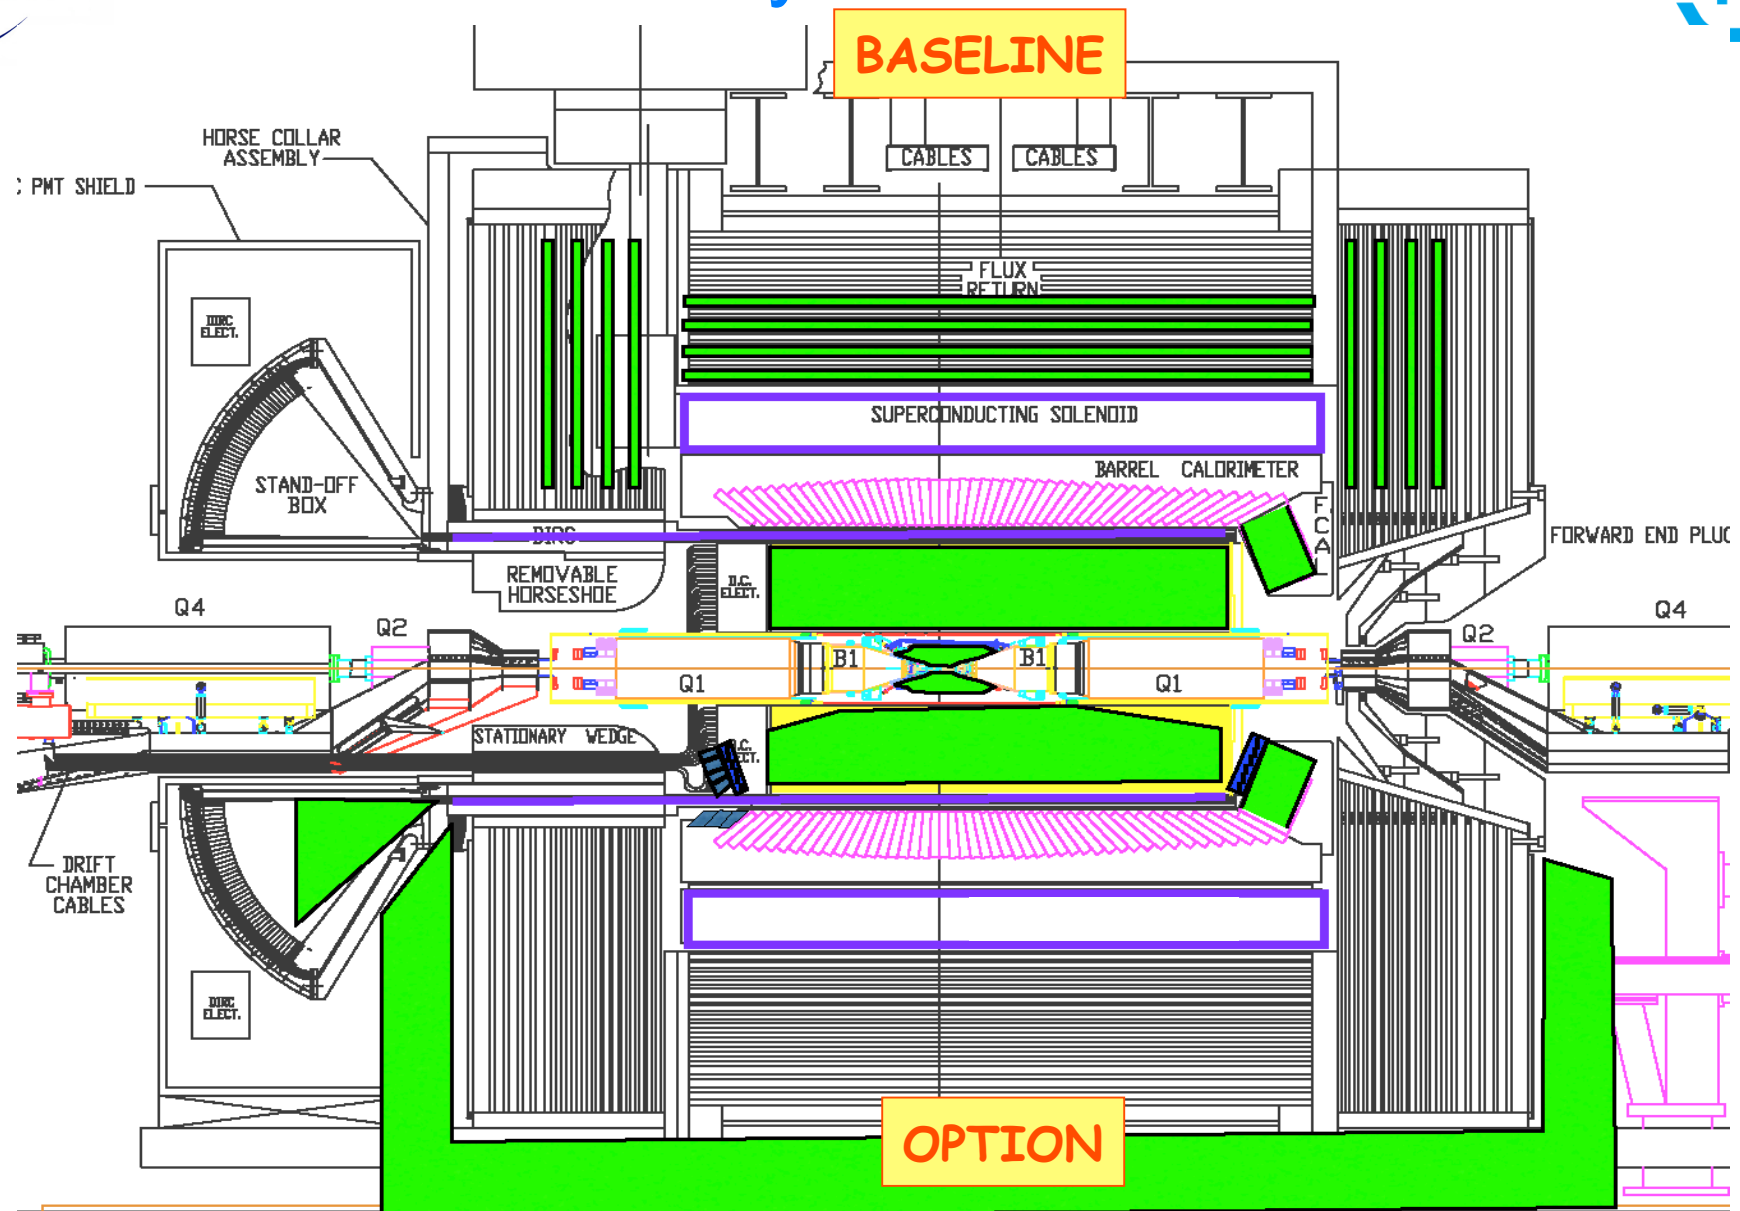 BASELINE
HORSE COLLAR
ASSEMBLY
CABLES
CABLES
C PMT SHIELD
FLUX
RETURN
DIRC
ELECT.
SUPERCONDUCTING SOLENOID
BARREL CALORIMETER
STAND-OFF
BOX
F.
C
A
L
DIRC
FORWARD END PLUG
REMOVABLE
HORSESHOE
D.C.
ELECT.
Q4
Q2
Q4
Q2
B1
B1
Q1
Q1
STATIONARY WEDGE
D.C.
ECT.
DRIFT
CHAMBER
CABLES
DIRC
ELECT.
OPTION